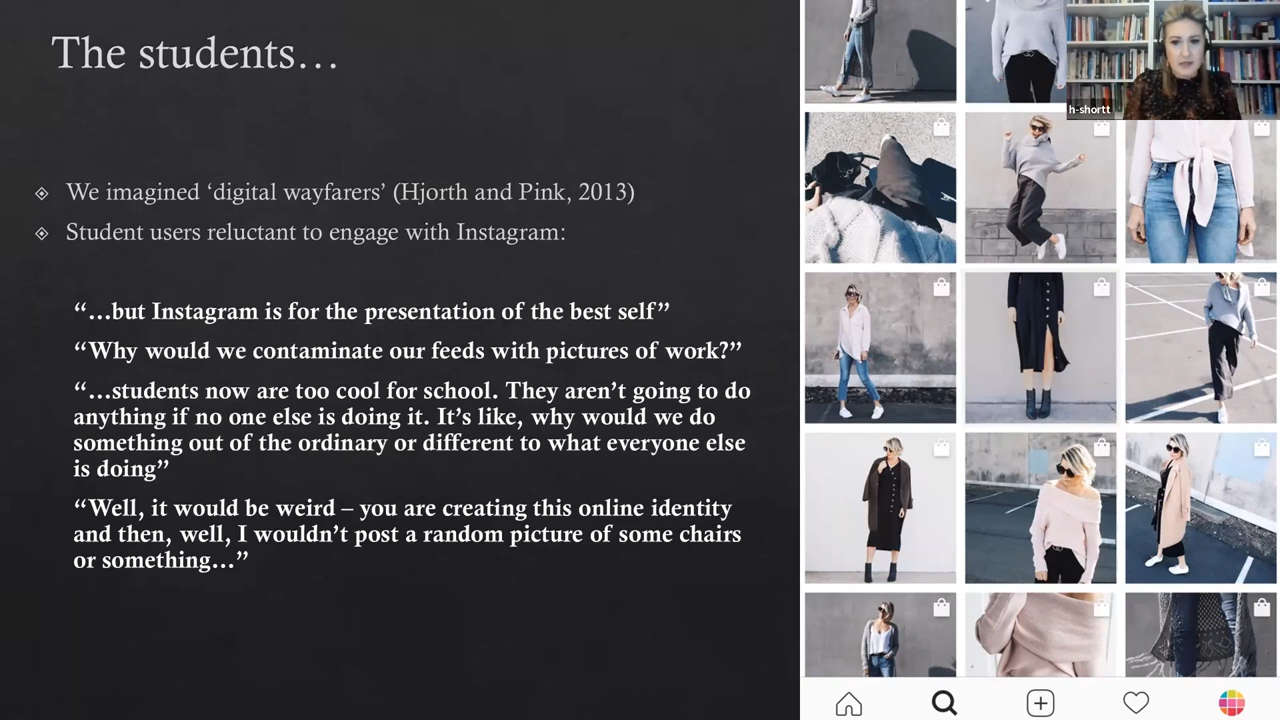 The students…
h-shortt
We imagined ‘digital wayfarers’ (Hjorth and Pink, 2013)
Student users reluctant to engage with Instagram:
“…but Instagram is for the presentation of the best self”
“Why would we contaminate our feeds with pictures of work?”
“…students now are too cool for school. They aren’t going to do
anything if no one else is doing it. It’s like, why would we do
something out of the ordinary or different to what everyone else
is doing”
“Well, it would be weird – you are creating this online identity
and then, well, I wouldn’t post a random picture of some chairs
or something…”